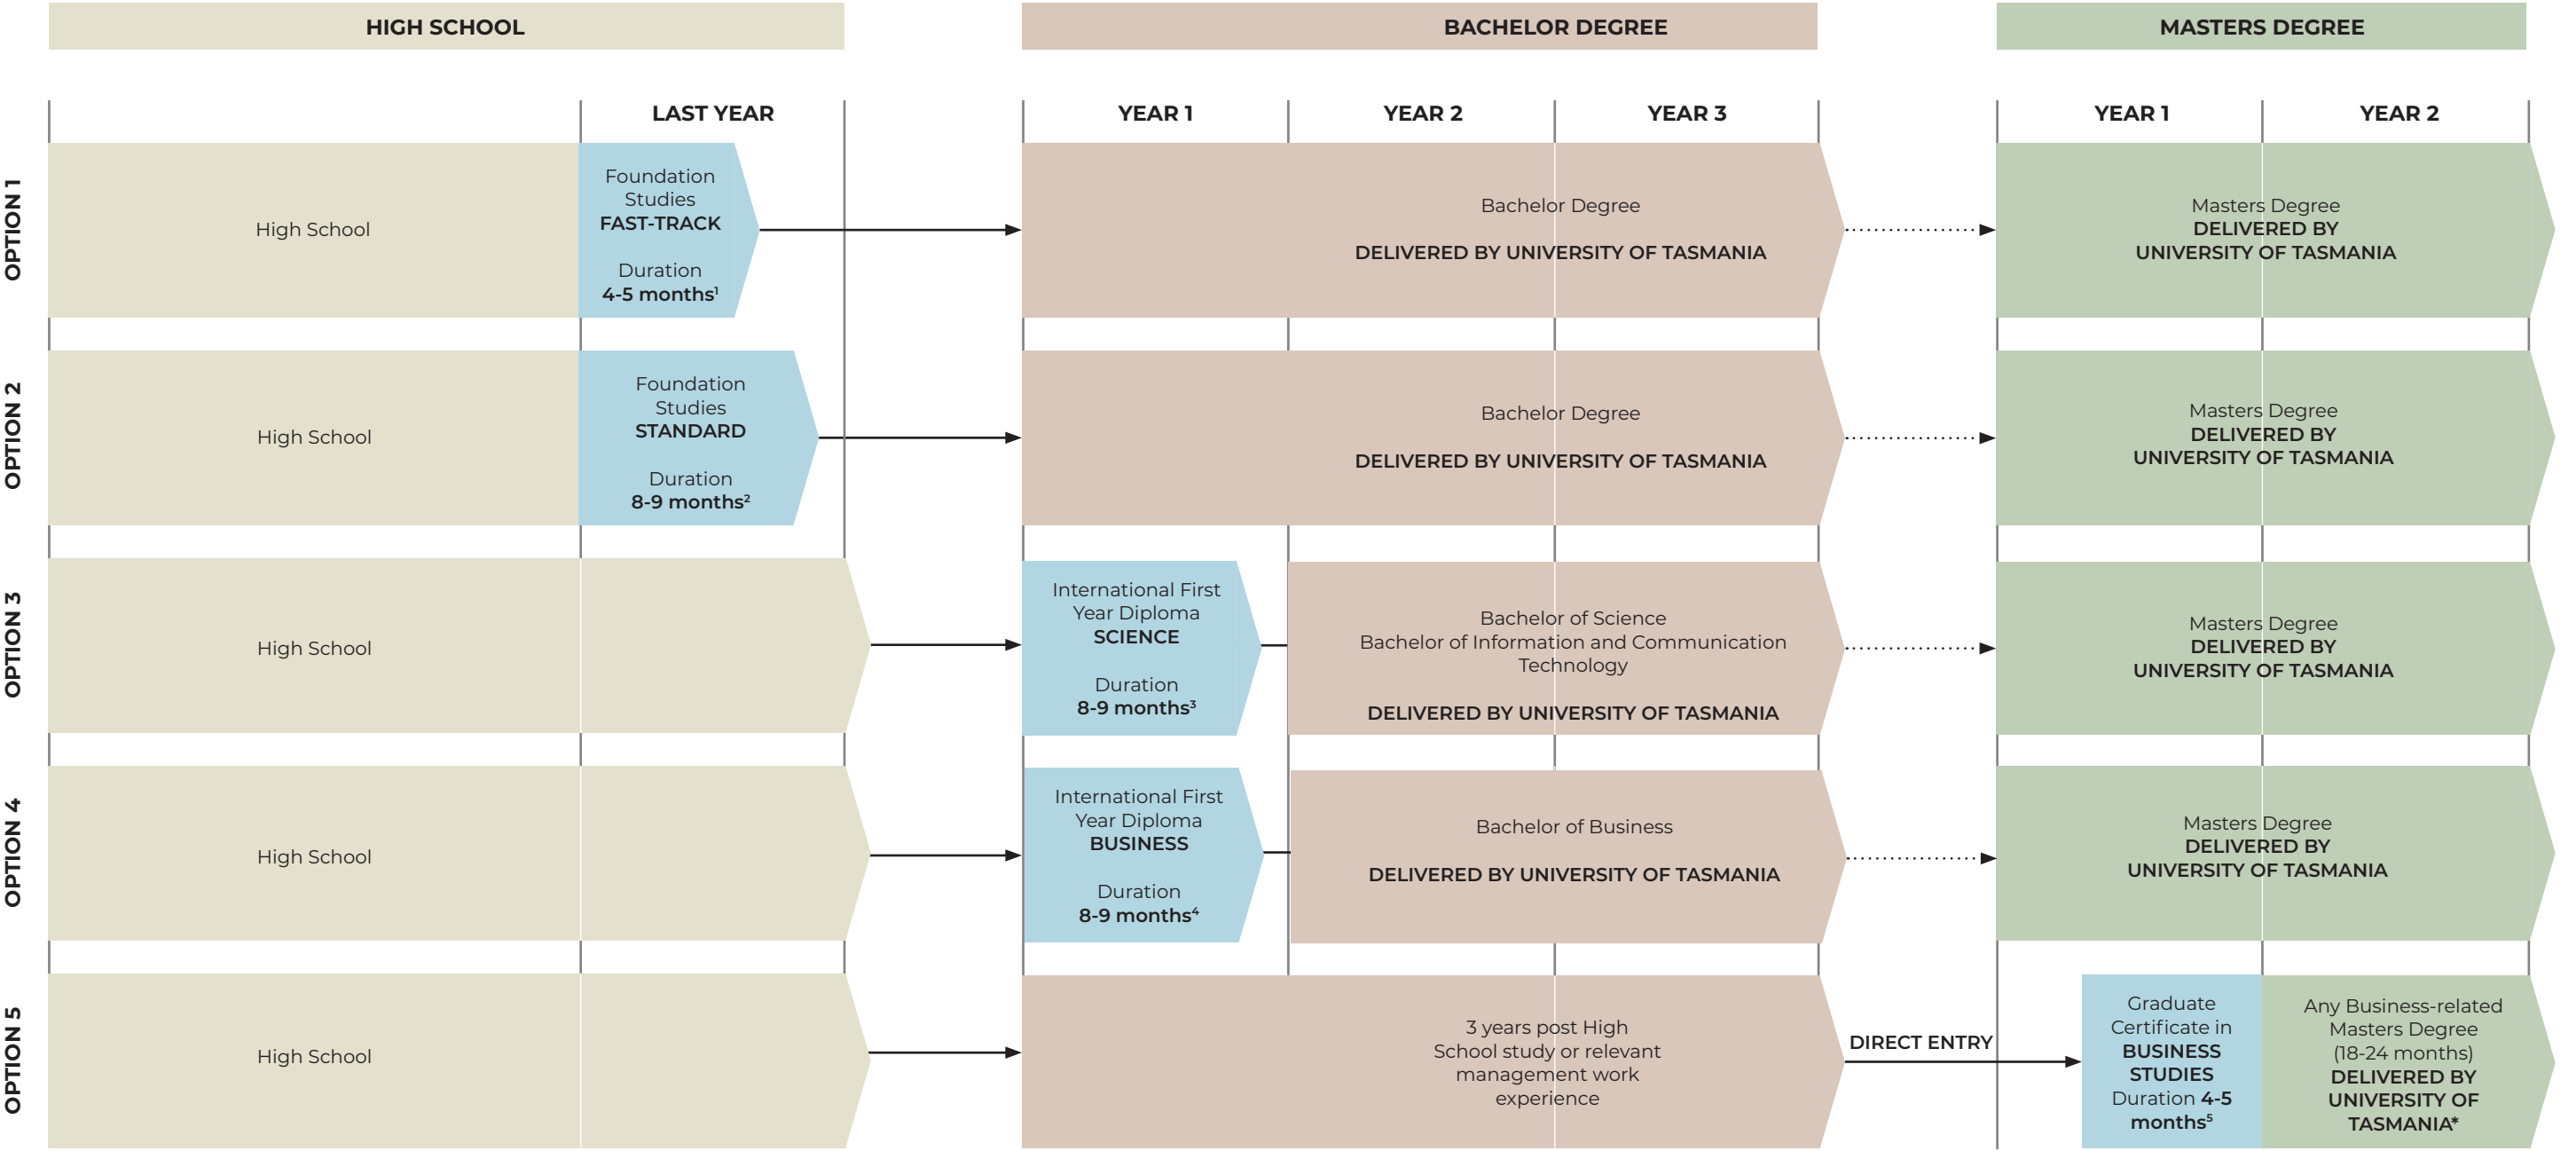 HIGH SCHOOL
BACHELOR DEGREE
MASTERS DEGREE
LAST YEAR
YEAR 1
YEAR 2
YEAR 3
YEAR 1
YEAR 2
OPTION 1
High School
Foundation
Studies
FAST-TRACK
Duration
4-5 months¹
Bachelor Degree
DELIVERED BY UNIVERSITY OF TASMANIA
Masters Degree
DELIVERED BY
UNIVERSITY OF TASMANIA
OPTION 2
High School
Foundation
Studies
STANDARD
Duration
8-9 months²
Bachelor Degree
DELIVERED BY UNIVERSITY OF TASMANIA
Masters Degree
DELIVERED BY
UNIVERSITY OF TASMANIA
OPTION 3
High School
International First
Year Diploma
SCIENCE
Duration
8-9 months³
Bachelor of Science
Bachelor of Information and Communication
Technology
DELIVERED BY UNIVERSITY OF TASMANIA
Masters Degree
DELIVERED BY
UNIVERSITY OF TASMANIA
OPTION 4
High School
International First
Year Diploma
BUSINESS
Duration
8-9 months⁴
Bachelor of Business
DELIVERED BY UNIVERSITY OF TASMANIA
Masters Degree
DELIVERED BY
UNIVERSITY OF TASMANIA
OPTION 5
High School
3 years post High
School study or relevant
management work
experience
DIRECT ENTRY
Graduate
Certificate in
BUSINESS
STUDIES
Duration 4-5
months⁵
Any Business-related
Masters Degree
(18-24 months)
DELIVERED BY
UNIVERSITY OF
TASMANIA*